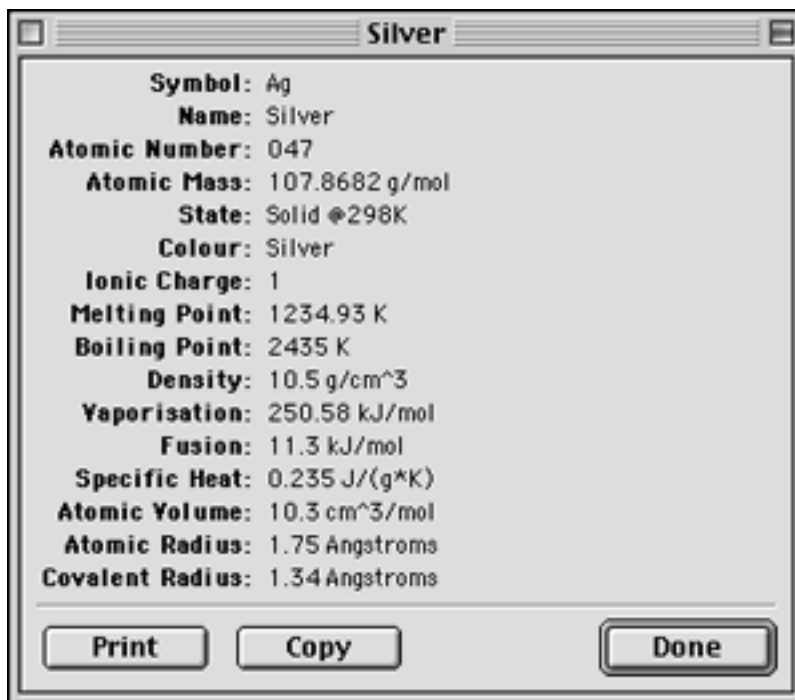 Silver
Symbol: Ag
Name: Silver
Atomic Number: 047
Atomic Mass: 107.8682 g/mol
State: Solid @298K
Colour: Silver
Ionic Charge: 1
Melting Point: 1234.93 K
Boiling Point: 2435 K
Density: 10.5 g/cm^3
Vaporisation: 250.58 kJ/mol
Fusion: 11.3 kJ/mol
Specific Heat: 0.235 J/(g*K)
Atomic Volume: 10.3 cm^3/mol
Atomic Radius: 1.75 Angstroms
Covalent Radius: 1.34 Angstroms
Print Copy Done